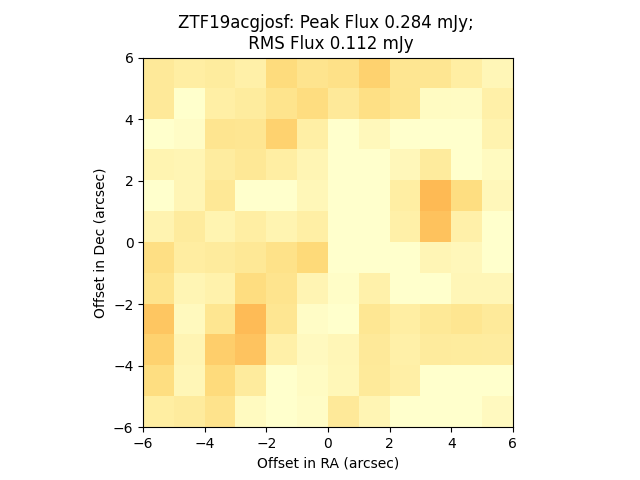 ZTF19acgjosf: Peak Flux 0.284 mJy;
RMS Flux 0.112 mJy
6
4
2
0
−2
−4
−6
Offset in Dec (arcsec)
−6 −4 −2 0 2 4 6
Offset in RA (arcsec)